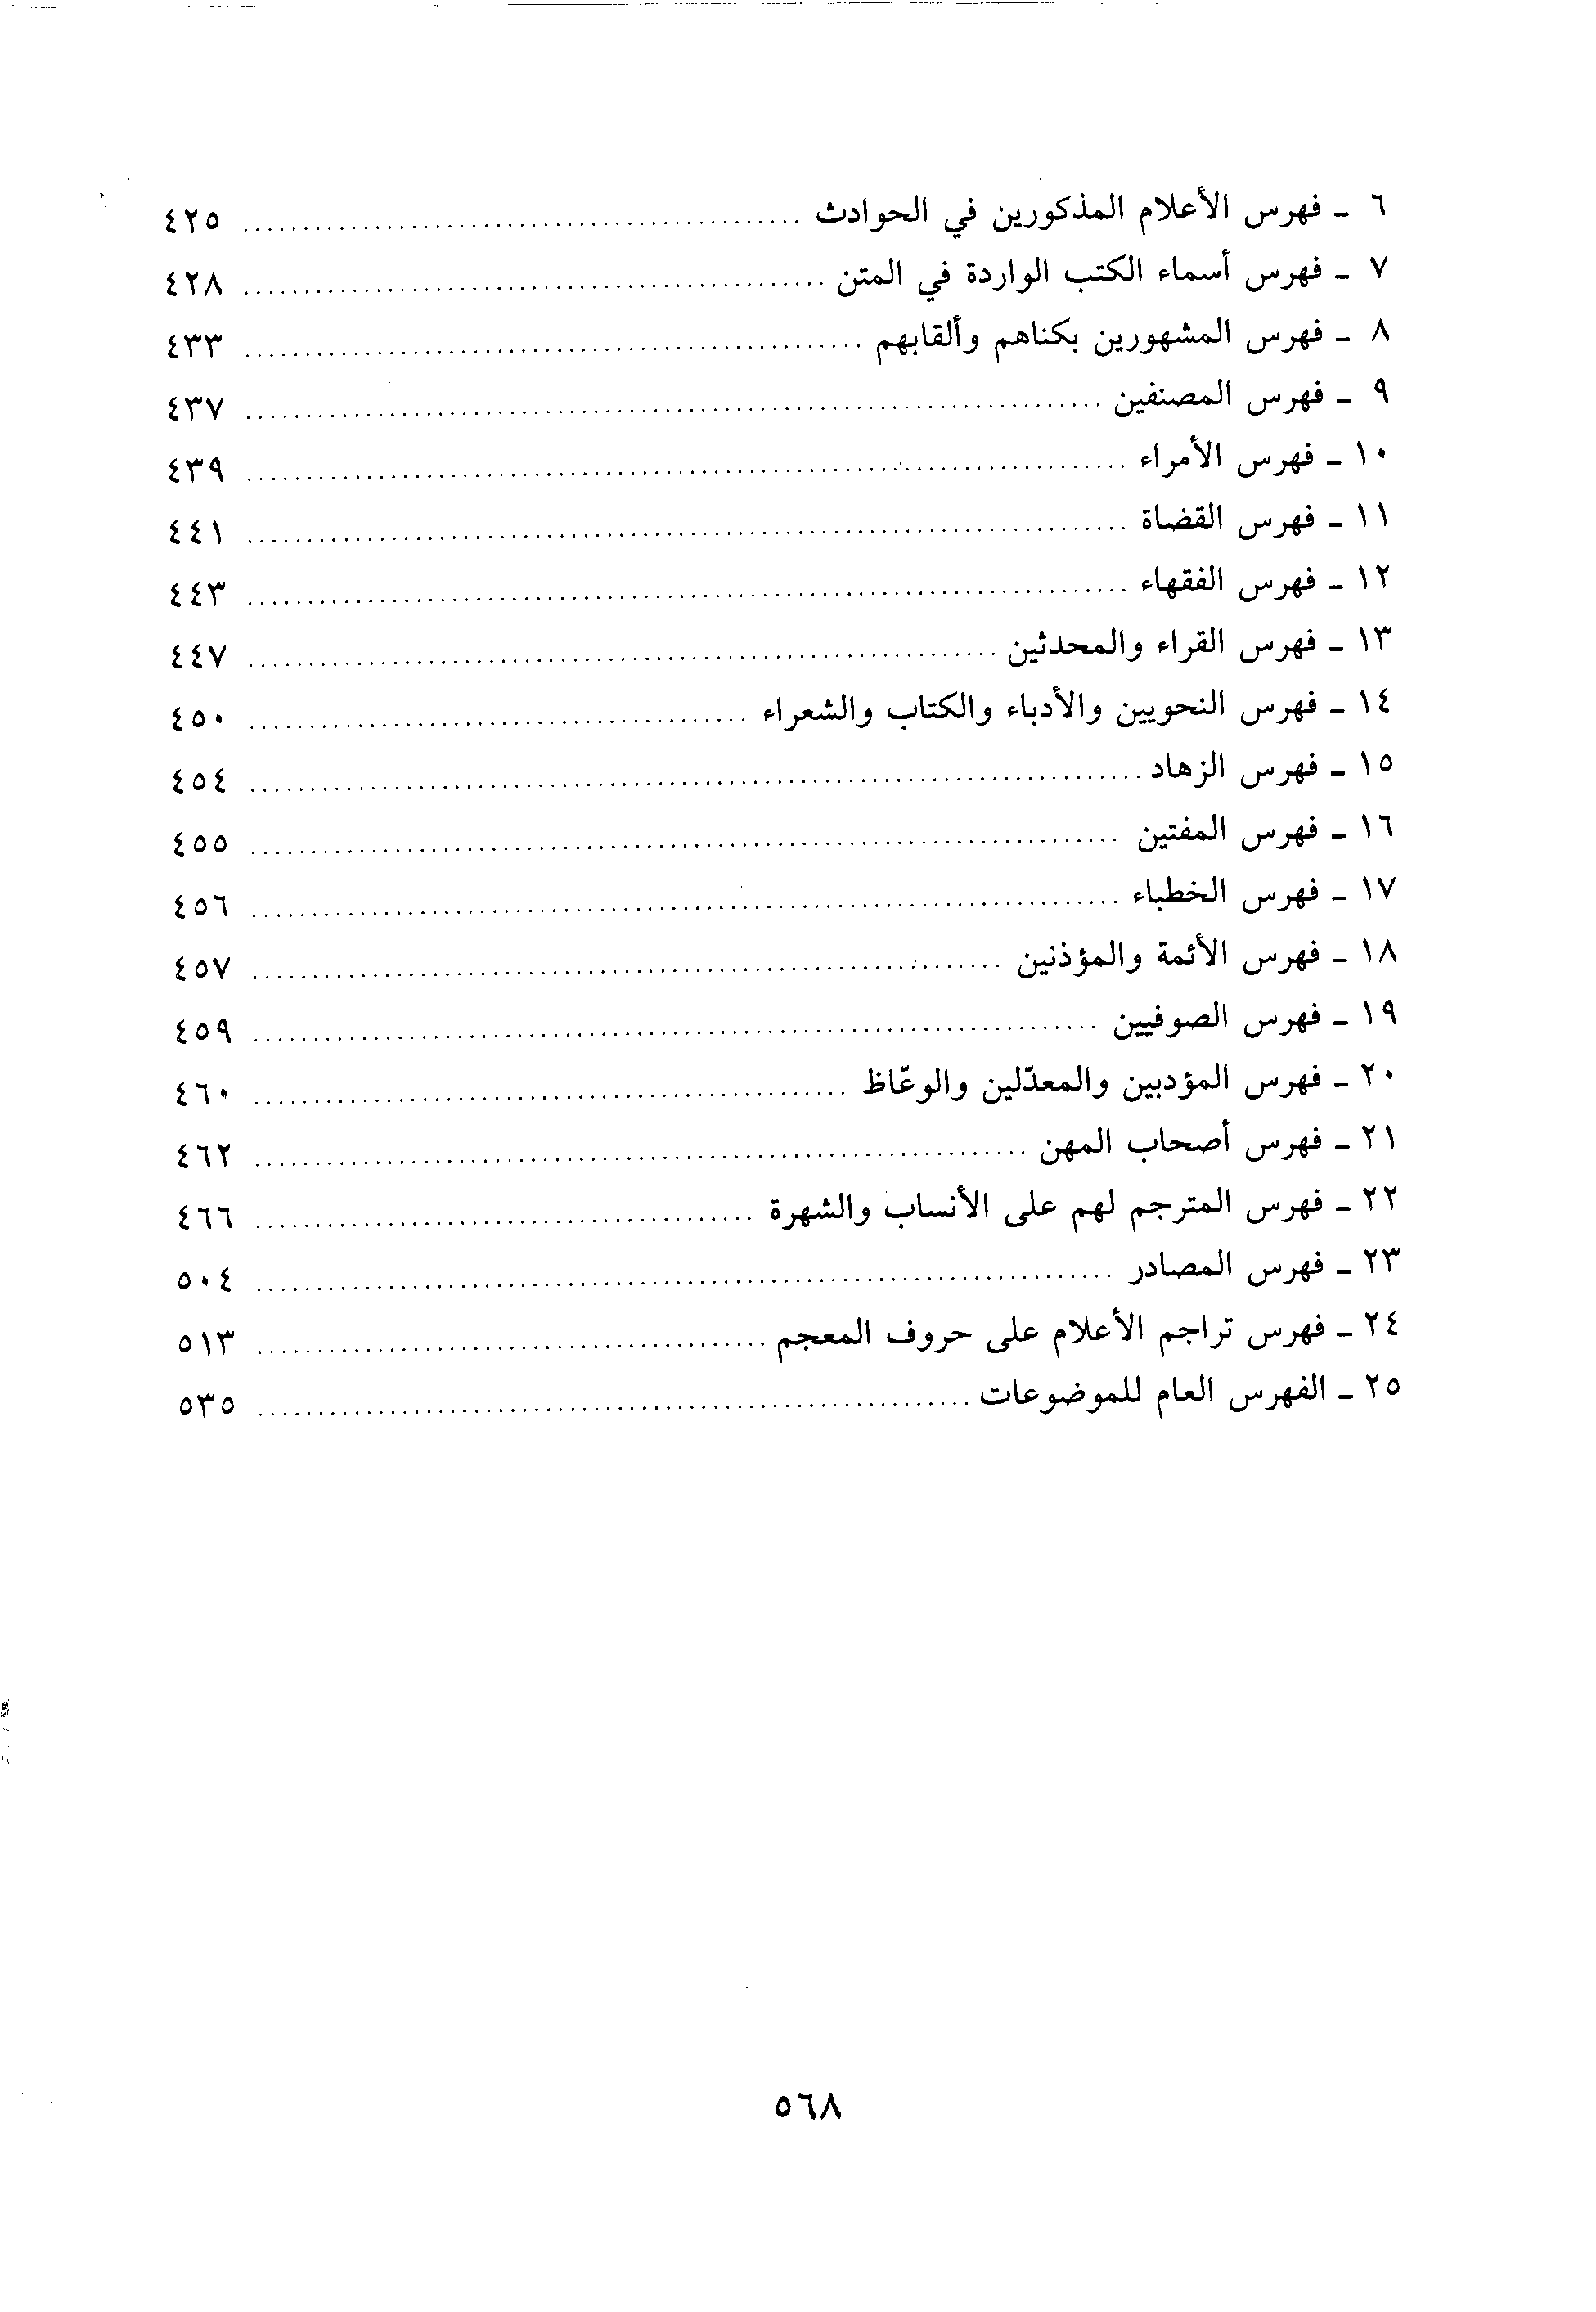 ٦ ـ فهرس الأعلام المذكورين في الحوادث ........ ٤٢٥
٧ ـ فهرس أسماء الكتب الواردة في المتن ........ ٤٢٨
٨ ـ فهرس المشهورين بكناهم وألقابهم ........ ٤٣٣
٩ ـ فهرس المصنفين ........ ٤٣٧
١٠ ـ فهرس الأمراء ........ ٤٣٩
١١ ـ فهرس القضاة ........ ٤٤١
١٢ ـ فهرس الفقهاء ........ ٤٤٣
١٣ ـ فهرس القراء والمحدثين ........ ٤٤٧
١٤ ـ فهرس النحويين والأدباء والكتاب والشعراء ........ ٤٥٠
١٥ ـ فهرس الزهاد ........ ٤٥٤
١٦ ـ فهرس المفتين ........ ٤٥٥
١٧ ـ فهرس الخطباء ........ ٤٥٦
١٨ ـ فهرس الأئمة والمؤذنين ........ ٤٥٧
١٩ ـ فهرس الصوفيين ........ ٤٥٩
٢٠ ـ فهرس المؤدبين والمعدّلين والوعّاظ ........ ٤٦٠
٢١ ـ فهرس أصحاب المهن ........ ٤٦٢
٢٢ ـ فهرس المترجم لهم على الأنساب والشهرة ........ ٤٦٦
٢٣ ـ فهرس المصادر ........ ٥٠٤
٢٤ ـ فهرس تراجم الأعلام على حروف المعجم ........ ٥١٣
٢٥ ـ الفهرس العام للموضوعات ........ ٥٣٥
٥٦٨